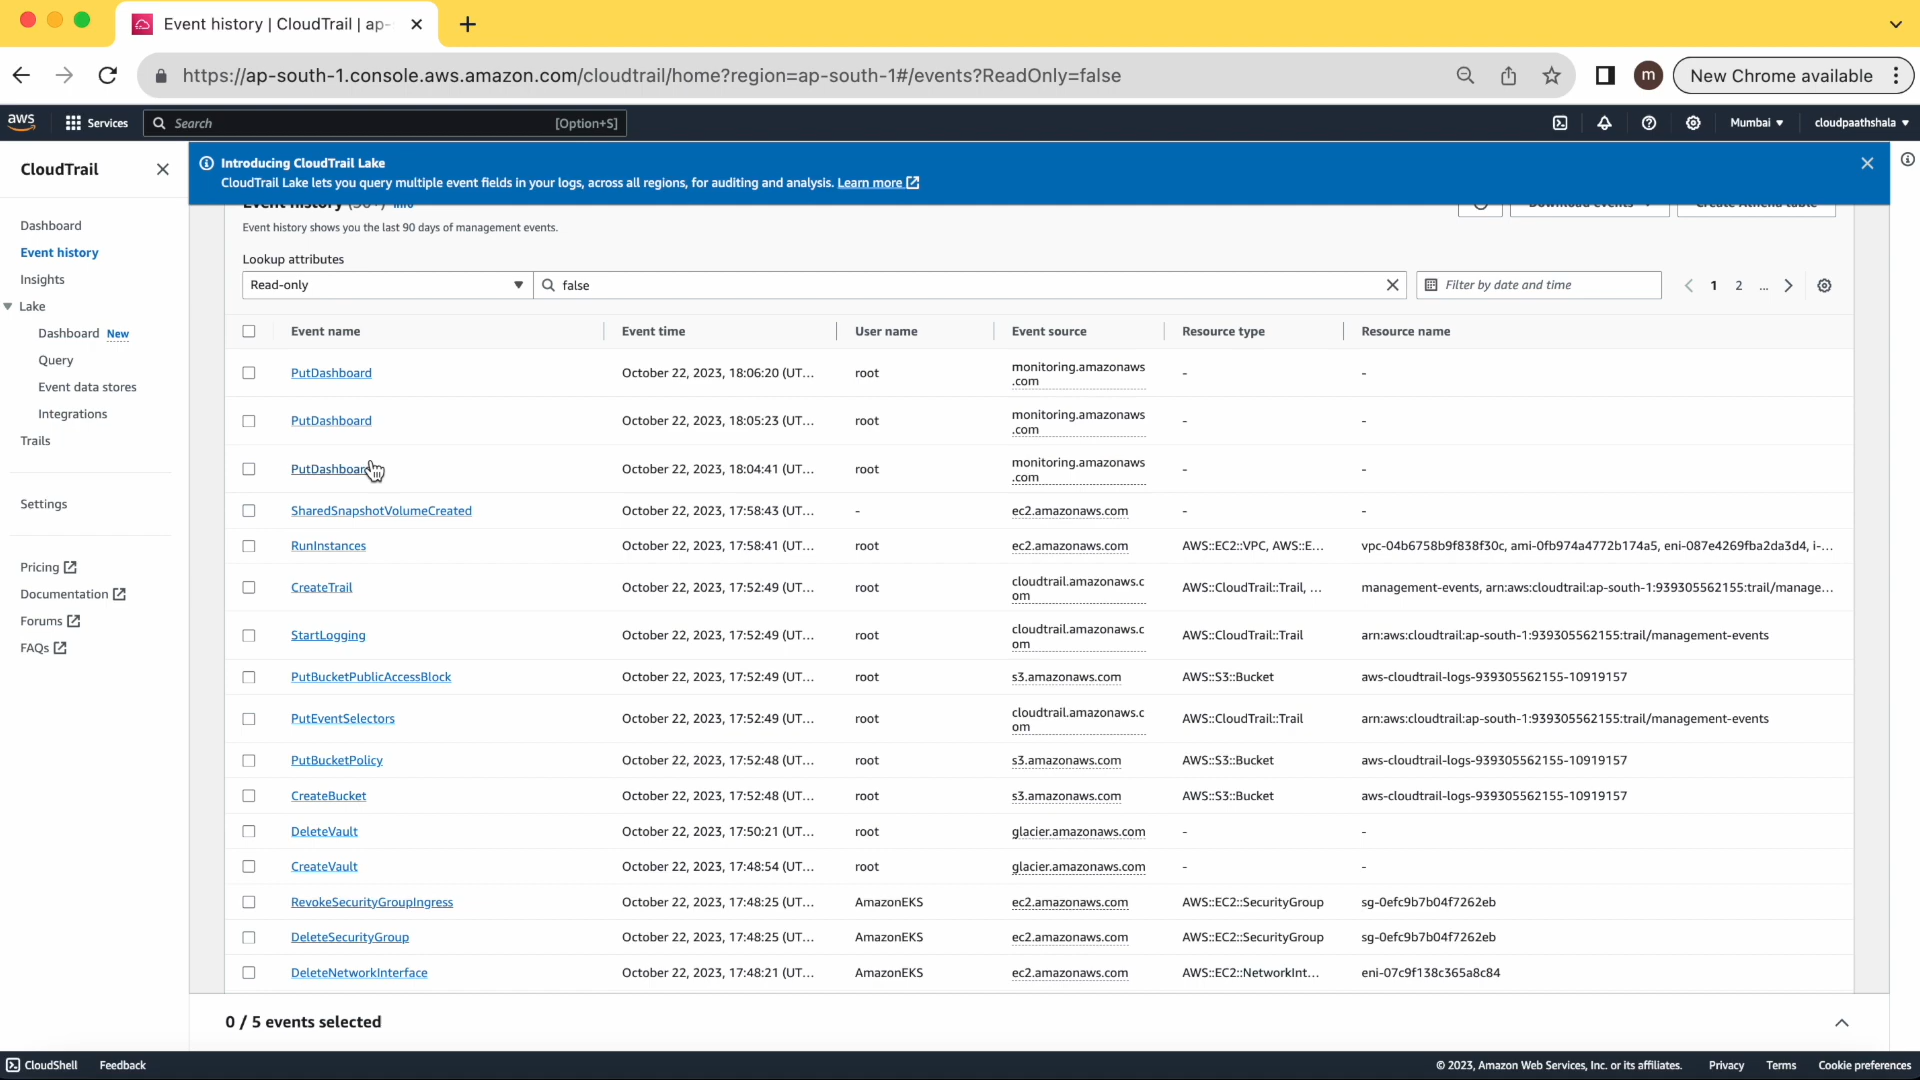 Event history | CloudTrail | ap-
https://ap-south-1.console.aws.amazon.com/cloudtrail/home?region=ap-south-1#/events?ReadOnly=false
m
New Chrome available
aws
Services
Search
[Option+S]
Mumbai
cloudpaathshala
CloudTrail
Introducing CloudTrail Lake
CloudTrail Lake lets you query multiple event fields in your logs, across all regions, for auditing and analysis. Learn more
Dashboard
Event history
Insights
Lake
Dashboard New
Query
Event data stores
Integrations
Trails
Settings
Pricing
Documentation
Forums
FAQs
Event history (50+) Info
Download events
Create Athena table
Event history shows you the last 90 days of management events.
Lookup attributes
Read-only
false
Filter by date and time
1 2 ...
Event name Event time User name Event source Resource type Resource name
PutDashboard October 22, 2023, 18:06:20 (UT... root monitoring.amazonaws - -
.com
PutDashboard October 22, 2023, 18:05:23 (UT... root monitoring.amazonaws - -
.com
PutDashboard October 22, 2023, 18:04:41 (UT... root monitoring.amazonaws - -
.com
SharedSnapshotVolumeCreated October 22, 2023, 17:58:43 (UT... - ec2.amazonaws.com - -
RunInstances October 22, 2023, 17:58:41 (UT... root ec2.amazonaws.com AWS::EC2::VPC, AWS::E... vpc-04b6758b9f838f30c, ami-0fb974a4772b174a5, eni-087e4269fba2da3d4, i-...
CreateTrail October 22, 2023, 17:52:49 (UT... root cloudtrail.amazonaws.c AWS::CloudTrail::Trail, ... management-events, arn:aws:cloudtrail:ap-south-1:939305562155:trail/manage...
om
StartLogging October 22, 2023, 17:52:49 (UT... root cloudtrail.amazonaws.c AWS::CloudTrail::Trail arn:aws:cloudtrail:ap-south-1:939305562155:trail/management-events
om
PutBucketPublicAccessBlock October 22, 2023, 17:52:49 (UT... root s3.amazonaws.com AWS::S3::Bucket aws-cloudtrail-logs-939305562155-10919157
PutEventSelectors October 22, 2023, 17:52:49 (UT... root cloudtrail.amazonaws.c AWS::CloudTrail::Trail arn:aws:cloudtrail:ap-south-1:939305562155:trail/management-events
om
PutBucketPolicy October 22, 2023, 17:52:48 (UT... root s3.amazonaws.com AWS::S3::Bucket aws-cloudtrail-logs-939305562155-10919157
CreateBucket October 22, 2023, 17:52:48 (UT... root s3.amazonaws.com AWS::S3::Bucket aws-cloudtrail-logs-939305562155-10919157
DeleteVault October 22, 2023, 17:50:21 (UT... root glacier.amazonaws.com - -
CreateVault October 22, 2023, 17:48:54 (UT... root glacier.amazonaws.com - -
RevokeSecurityGroupIngress October 22, 2023, 17:48:25 (UT... AmazonEKS ec2.amazonaws.com AWS::EC2::SecurityGroup sg-0efc9b7b04f7262eb
DeleteSecurityGroup October 22, 2023, 17:48:25 (UT... AmazonEKS ec2.amazonaws.com AWS::EC2::SecurityGroup sg-0efc9b7b04f7262eb
DeleteNetworkInterface October 22, 2023, 17:48:21 (UT... AmazonEKS ec2.amazonaws.com AWS::EC2::NetworkInt... eni-07c9f138c365a8c84
0 / 5 events selected
CloudShell Feedback
© 2023, Amazon Web Services, Inc. or its affiliates. Privacy Terms Cookie preferences